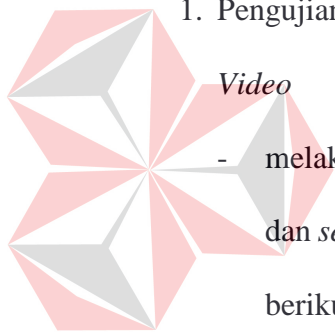 1. Pengujian
Video
- melak
dan se
beriku